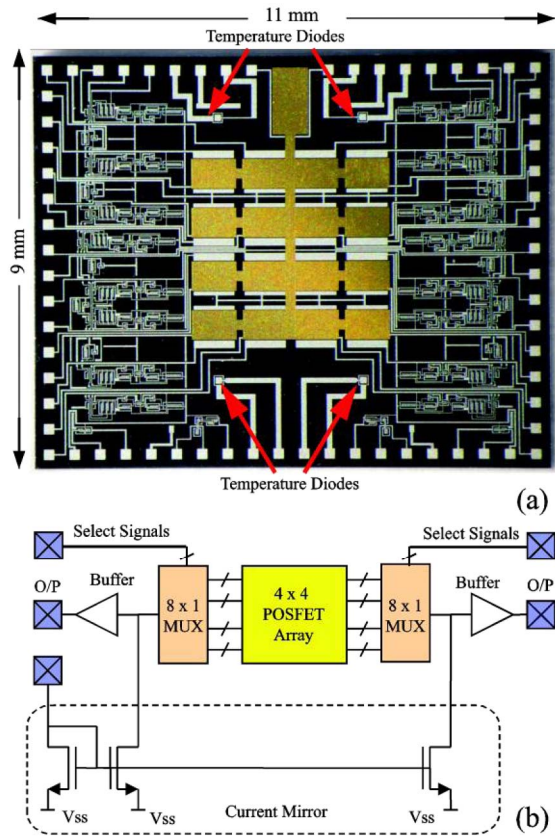 11 mm
Temperature Diodes
9 mm
Temperature Diodes
(a)
Select Signals
Select Signals
O/P
Buffer
8 x 1
MUX
4 x 4
POSFET
Array
8 x 1
MUX
Buffer
O/P
Vss
Vss
Current Mirror
Vss
(b)